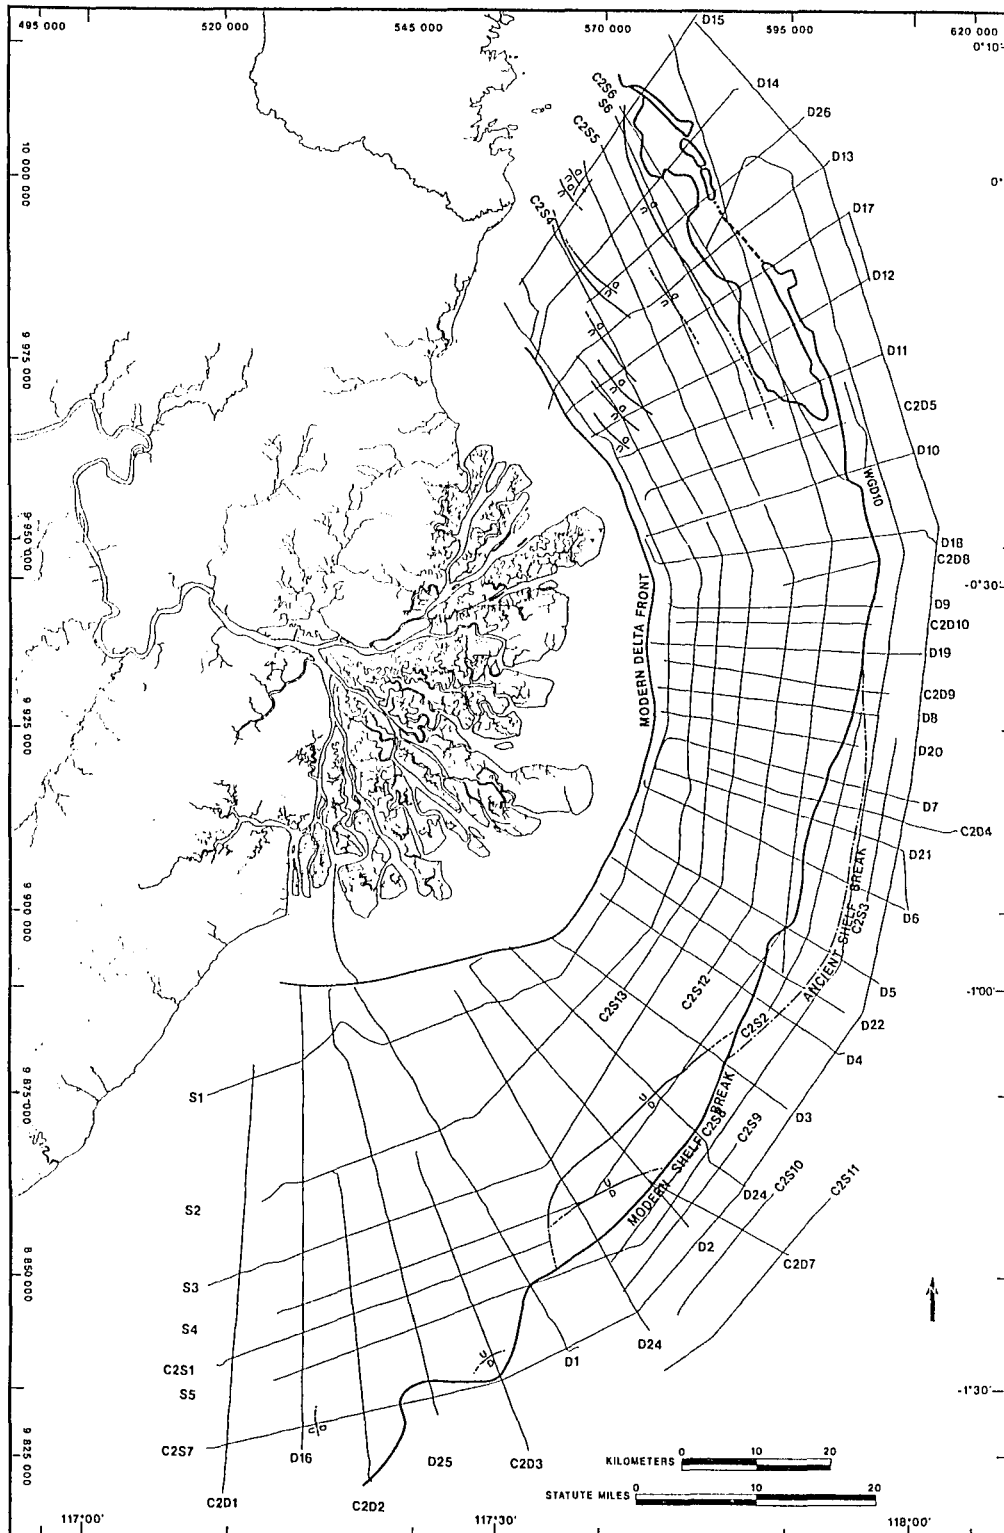 495 000
520 000
545 000
570 000
595 000
620 000
0°10'
D15
D14
C2S6
S6
D26
C2S5
D13
10 000 000
0°
C2S4
D17
D12
9 975 000
D11
C2D5
D10
WGD10
9 950 000
D18
C2D8
-0°30'
MODERN DELTA FRONT
D9
C2D10
D19
C2D9
9 925 000
D8
D20
D7
C2D4
D21
9 900 000
D6
ANCIENT SHELF BREAK
C2S3
C2S13
C2S12
D5
-1°00'
C2S2
D22
D4
9 875 000
S1
D3
MODERN SHELF BREAK
C2S8
C2S9
C2S10
C2S11
D24
S2
D2
C2D7
8 850 000
S3
S4
D24
D1
C2S1
S5
-1°30'
9 825 000
C2S7
D16
D25
C2D3
KILOMETERS
0 10 20
STATUTE MILES
0 10 20
C2D1
C2D2
117°00'
117°30'
118°00'
U
D